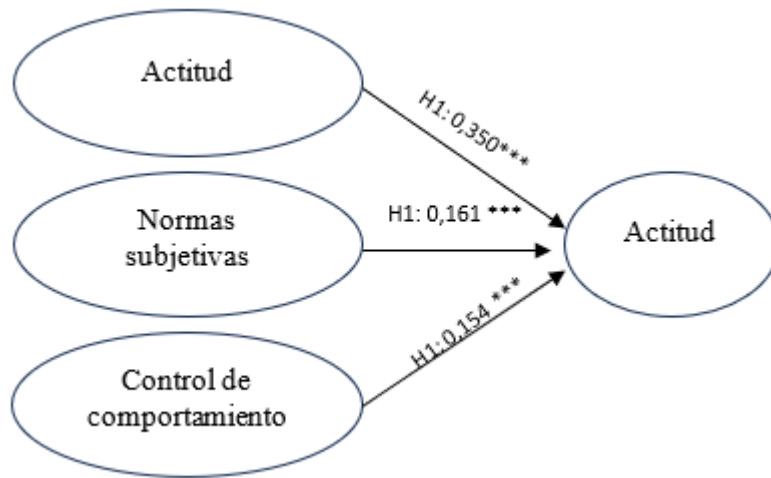 Actitud
H1: 0,350***
Normas
subjetivas
H1: 0,161 ***
Actitud
Control de
comportamiento
H1: 0,154 ***